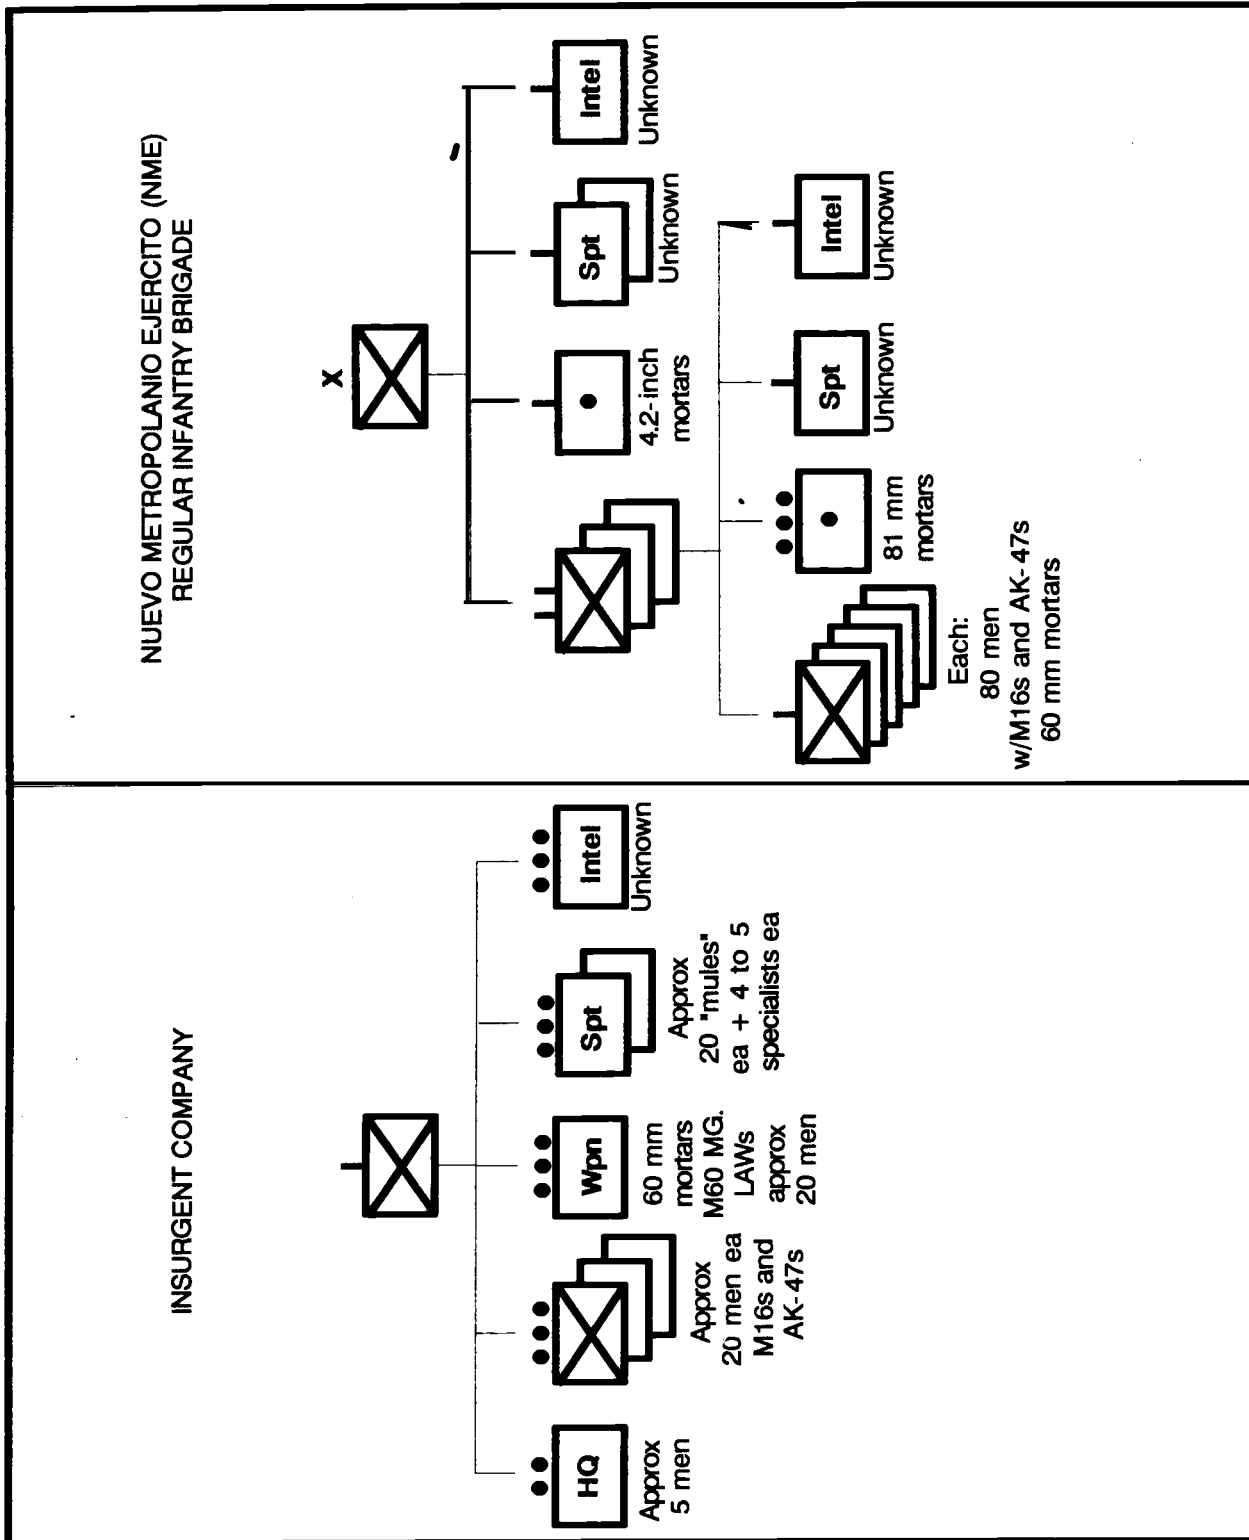 INSURGENT COMPANY
HQ
Approx
5 men
Approx
20 men ea
M16s and
AK-47s
Wpn
60 mm
mortars
M60 MG.
LAWs
approx
20 men
Spt
Approx
20 "mules"
ea + 4 to 5
specialists ea
Intel
Unknown
NUEVO METROPOLANIO EJERCITO (NME)
REGULAR INFANTRY BRIGADE
X
4.2-inch
mortars
Spt
Unknown
Intel
Unknown
Each:
80 men
w/M16s and AK-47s
60 mm mortars
81 mm
mortars
Spt
Unknown
Intel
Unknown